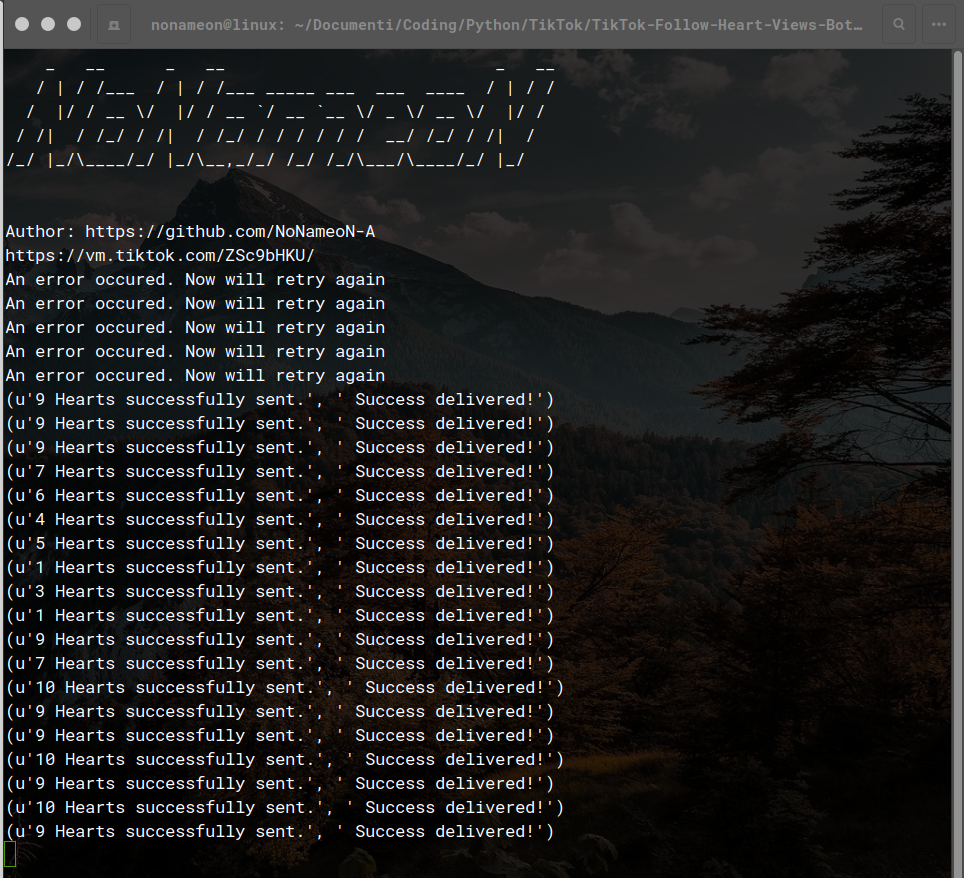 nonameon@linux: ~/Documenti/Coding/Python/TikTok/TikTok-Follow-Heart-Views-Bot…
    _   __      _   __                           _   __
   / | / /___  / | / /___ _____ ___  ___  ____  / | / /
  /  |/ / __ \/  |/ / __ `/ __ `__ \/ _ \/ __ \/  |/ /
 / /|  / /_/ / /|  / /_/ / / / / / /  __/ /_/ / /|  /
/_/ |_/\____/_/ |_/\__,_/_/ /_/ /_/\___/\____/_/ |_/
Author: https://github.com/NoNameoN-A
https://vm.tiktok.com/ZSc9bHKU/
An error occured. Now will retry again
An error occured. Now will retry again
An error occured. Now will retry again
An error occured. Now will retry again
An error occured. Now will retry again
(u'9 Hearts successfully sent.', ' Success delivered!')
(u'9 Hearts successfully sent.', ' Success delivered!')
(u'9 Hearts successfully sent.', ' Success delivered!')
(u'7 Hearts successfully sent.', ' Success delivered!')
(u'6 Hearts successfully sent.', ' Success delivered!')
(u'4 Hearts successfully sent.', ' Success delivered!')
(u'5 Hearts successfully sent.', ' Success delivered!')
(u'1 Hearts successfully sent.', ' Success delivered!')
(u'3 Hearts successfully sent.', ' Success delivered!')
(u'1 Hearts successfully sent.', ' Success delivered!')
(u'9 Hearts successfully sent.', ' Success delivered!')
(u'7 Hearts successfully sent.', ' Success delivered!')
(u'10 Hearts successfully sent.', ' Success delivered!')
(u'9 Hearts successfully sent.', ' Success delivered!')
(u'9 Hearts successfully sent.', ' Success delivered!')
(u'10 Hearts successfully sent.', ' Success delivered!')
(u'9 Hearts successfully sent.', ' Success delivered!')
(u'10 Hearts successfully sent.', ' Success delivered!')
(u'9 Hearts successfully sent.', ' Success delivered!')